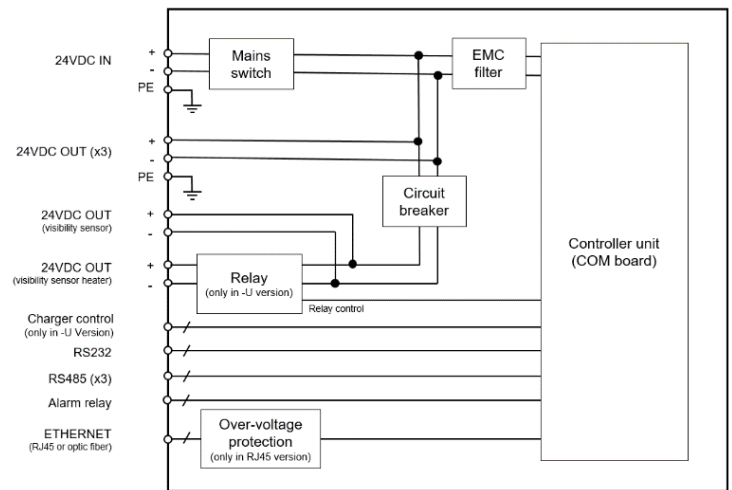 24VDC IN
+
-
PE
Mains
switch
EMC
filter
24VDC OUT (x3)
+
-
PE
Circuit
breaker
24VDC OUT
(visibility sensor)
+
-
24VDC OUT
(visibility sensor heater)
+
-
Relay
(only in -U version)
Relay control
Controller unit
(COM board)
Charger control
(only in -U Version)
RS232
RS485 (x3)
Alarm relay
ETHERNET
(RJ45 or optic fiber)
Over-voltage
protection
(only in RJ45 version)